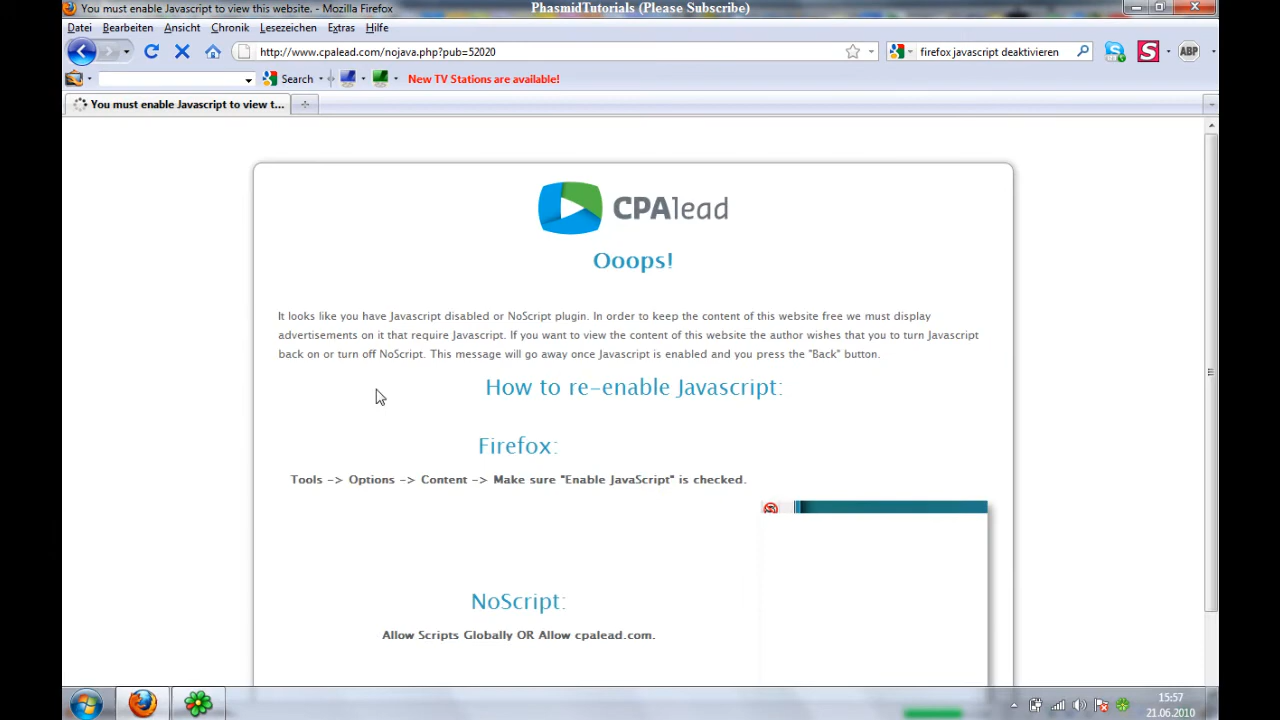 You must enable Javascript to view this website. - Mozilla Firefox
PhasmidTutorials (Please Subscribe)
Datei Bearbeiten Ansicht Chronik Lesezeichen Extras Hilfe
http://www.cpalead.com/nojava.php?pub=52020
firefox javascript deaktivieren
ABP
Search
New TV Stations are available!
You must enable Javascript to view t...
CPAlead
Ooops!
It looks like you have Javascript disabled or NoScript plugin. In order to keep the content of this website free we must display
advertisements on it that require Javascript. If you want to view the content of this website the author wishes that you to turn Javascript
back on or turn off NoScript. This message will go away once Javascript is enabled and you press the "Back" button.
How to re-enable Javascript:
Firefox:
Tools -> Options -> Content -> Make sure "Enable JavaScript" is checked.
NoScript:
Allow Scripts Globally OR Allow cpalead.com.
15:57
21.06.2010